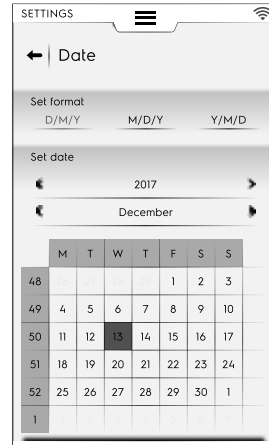 SETTINGS
Date
Set format
D/M/Y M/D/Y Y/M/D
Set date
2017
December
M T W T F S S
48 1 2 3
49 4 5 6 7 8 9 10
50 11 12 13 14 15 16 17
51 18 19 20 21 22 23 24
52 25 26 27 28 29 30 1
1